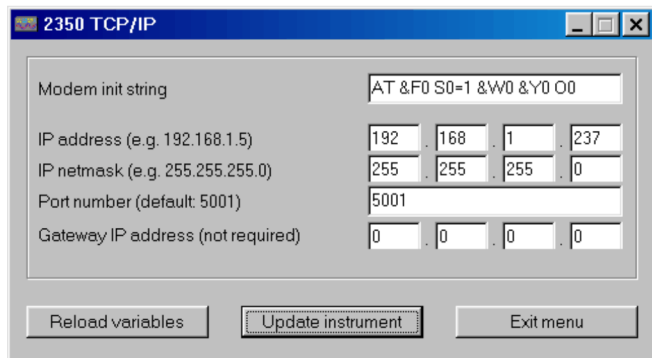 2350 TCP/IP
Modem init string AT &F0 S0=1 &W0 &Y0 O0
IP address (e.g. 192.168.1.5) 192 . 168 . 1 . 237
IP netmask (e.g. 255.255.255.0) 255 . 255 . 255 . 0
Port number (default: 5001) 5001
Gateway IP address (not required) 0 . 0 . 0 . 0
Reload variables Update instrument Exit menu